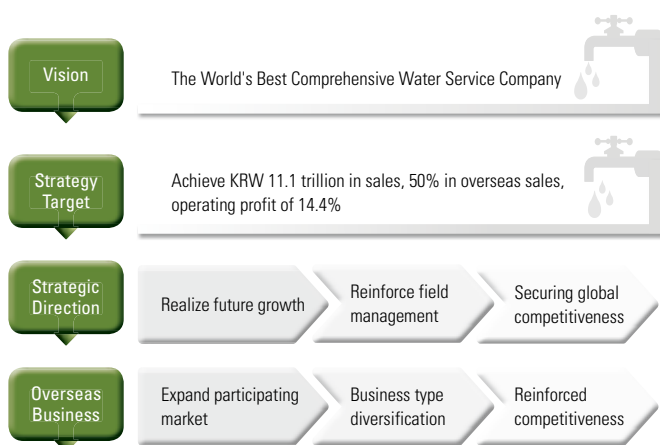 Vision
The World's Best Comprehensive Water Service Company
Strategy
Target
Achieve KRW 11.1 trillion in sales, 50% in overseas sales,
operating profit of 14.4%
Strategic
Direction
Realize future growth
Reinforce field
management
Securing global
competitiveness
Overseas
Business
Expand participating
market
Business type
diversification
Reinforced
competitiveness